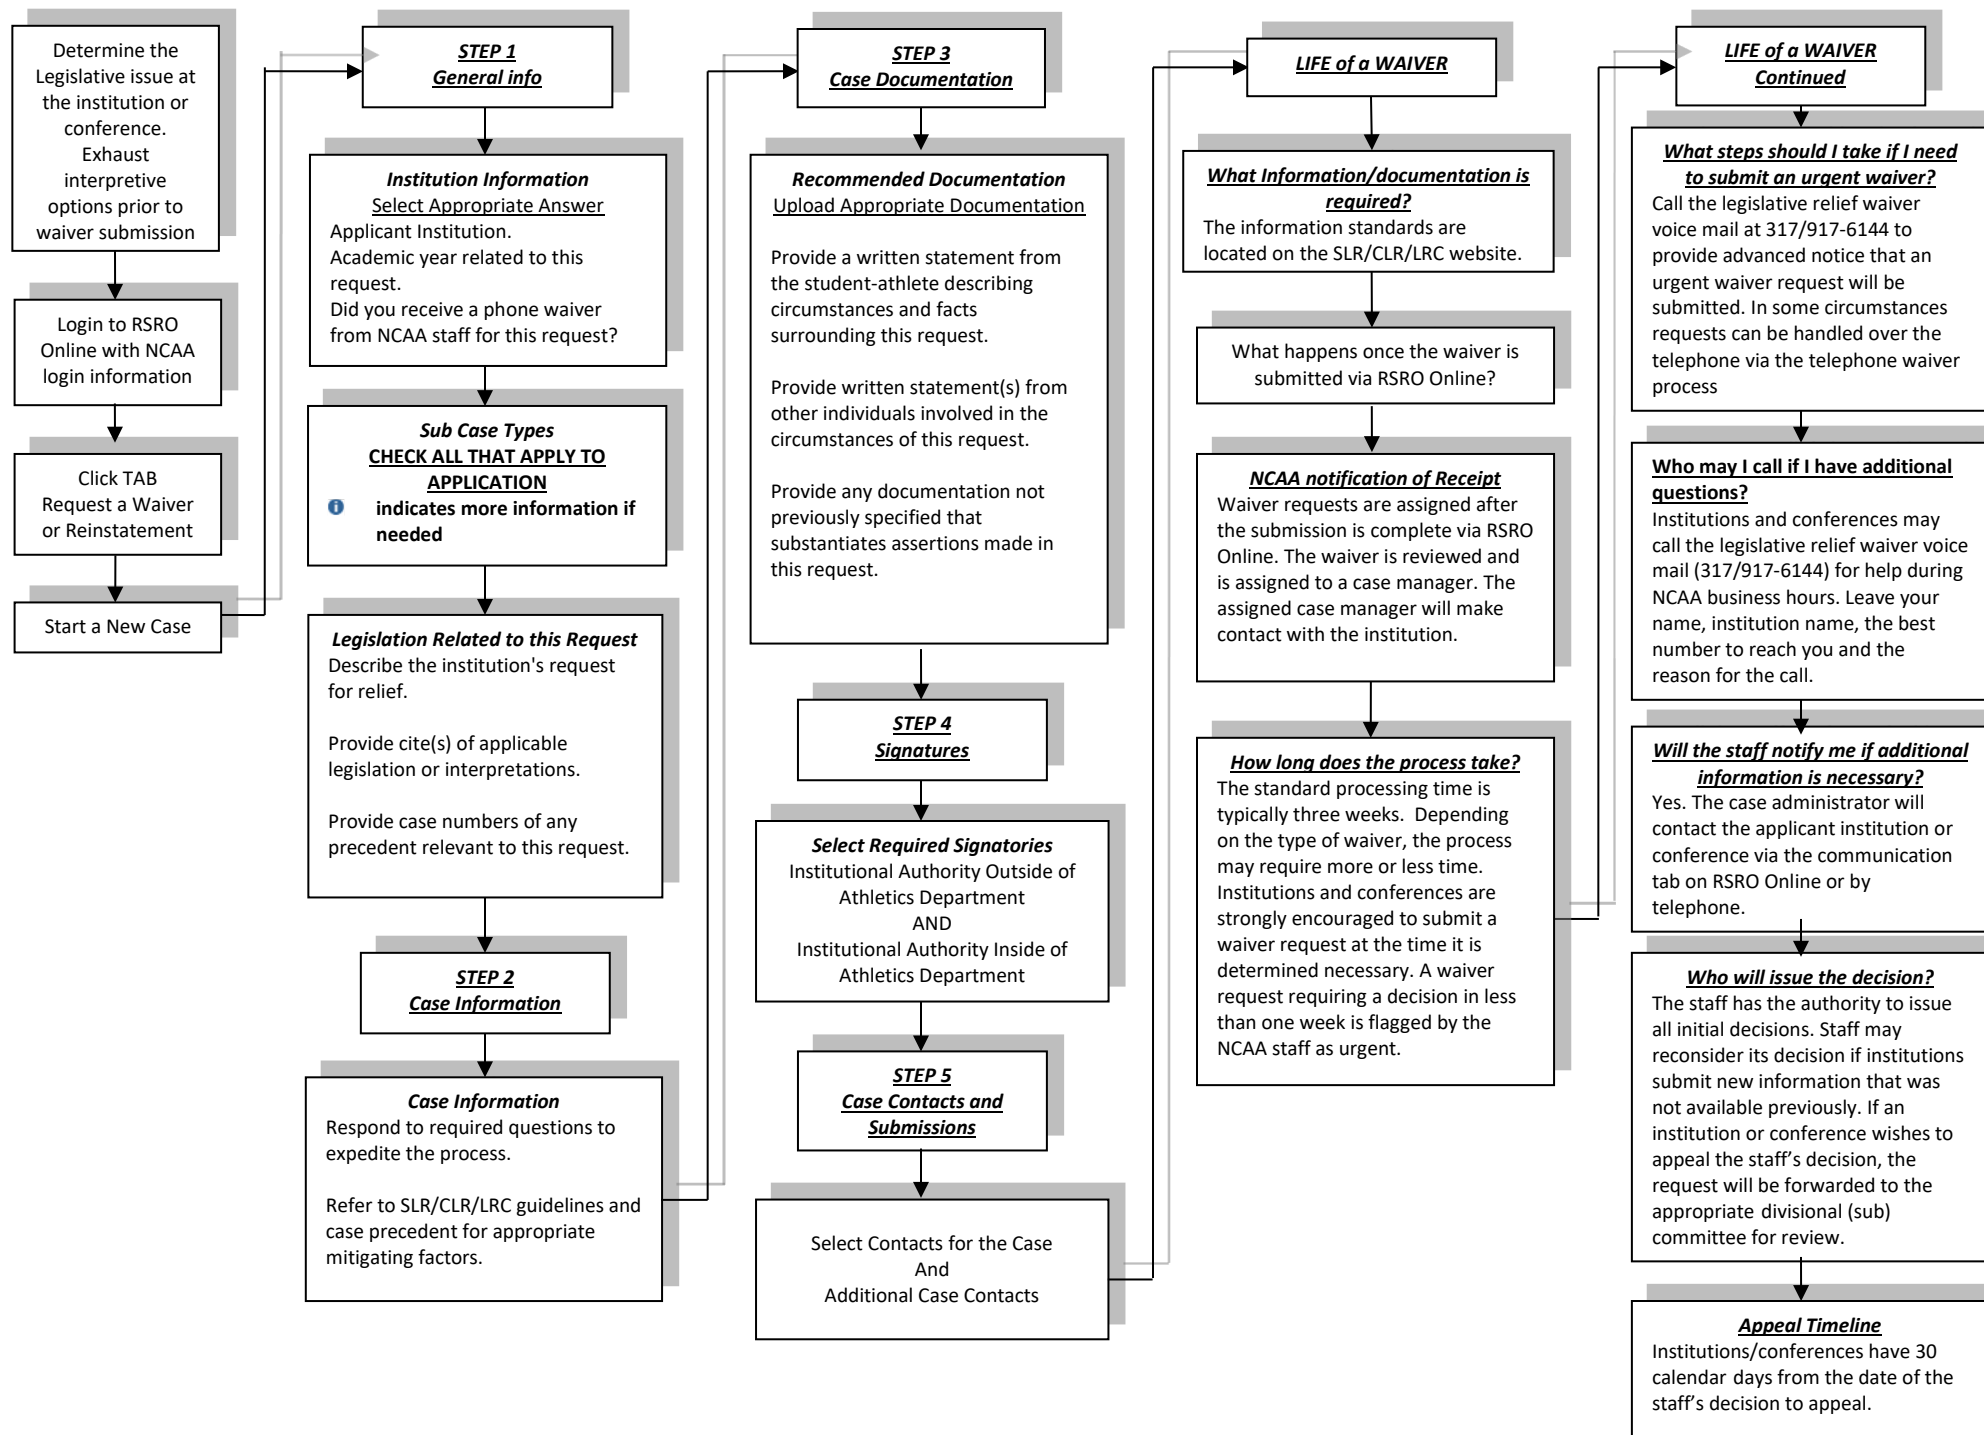 Determine the
Legislative issue at
the institution or
conference.
Exhaust
interpretive
options prior to
waiver submission
Login to RSRO
Online with NCAA
login information
Click TAB
Request a Waiver
or Reinstatement
Start a New Case
STEP 1
General info
Institution Information
Select Appropriate Answer
Applicant Institution.
Academic year related to this
request.
Did you receive a phone waiver
from NCAA staff for this request?
Sub Case Types
CHECK ALL THAT APPLY TO
APPLICATION
indicates more information if
needed
Legislation Related to this Request
Describe the institution's request
for relief.
Provide cite(s) of applicable
legislation or interpretations.
Provide case numbers of any
precedent relevant to this request.
STEP 2
Case Information
Case Information
Respond to required questions to
expedite the process.
Refer to SLR/CLR/LRC guidelines and
case precedent for appropriate
mitigating factors.
STEP 3
Case Documentation
Recommended Documentation
Upload Appropriate Documentation
Provide a written statement from
the student-athlete describing
circumstances and facts
surrounding this request.
Provide written statement(s) from
other individuals involved in the
circumstances of this request.
Provide any documentation not
previously specified that
substantiates assertions made in
this request.
STEP 4
Signatures
Select Required Signatories
Institutional Authority Outside of
Athletics Department
AND
Institutional Authority Inside of
Athletics Department
STEP 5
Case Contacts and
Submissions
Select Contacts for the Case
And
Additional Case Contacts
LIFE of a WAIVER
What Information/documentation is
required?
The information standards are
located on the SLR/CLR/LRC website.
What happens once the waiver is
submitted via RSRO Online?
NCAA notification of Receipt
Waiver requests are assigned after
the submission is complete via RSRO
Online. The waiver is reviewed and
is assigned to a case manager. The
assigned case manager will make
contact with the institution.
How long does the process take?
The standard processing time is
typically three weeks. Depending
on the type of waiver, the process
may require more or less time.
Institutions and conferences are
strongly encouraged to submit a
waiver request at the time it is
determined necessary. A waiver
request requiring a decision in less
than one week is flagged by the
NCAA staff as urgent.
LIFE of a WAIVER
Continued
What steps should I take if I need
to submit an urgent waiver?
Call the legislative relief waiver
voice mail at 317/917-6144 to
provide advanced notice that an
urgent waiver request will be
submitted. In some circumstances
requests can be handled over the
telephone via the telephone waiver
process
Who may I call if I have additional
questions?
Institutions and conferences may
call the legislative relief waiver voice
mail (317/917-6144) for help during
NCAA business hours. Leave your
name, institution name, the best
number to reach you and the
reason for the call.
Will the staff notify me if additional
information is necessary?
Yes. The case administrator will
contact the applicant institution or
conference via the communication
tab on RSRO Online or by
telephone.
Who will issue the decision?
The staff has the authority to issue
all initial decisions. Staff may
reconsider its decision if institutions
submit new information that was
not available previously. If an
institution or conference wishes to
appeal the staff’s decision, the
request will be forwarded to the
appropriate divisional (sub)
committee for review.
Appeal Timeline
Institutions/conferences have 30
calendar days from the date of the
staff’s decision to appeal.